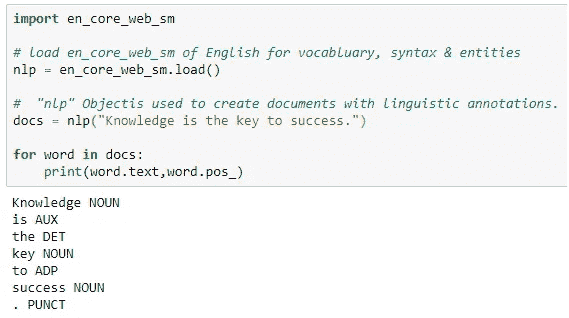 import en_core_web_sm
# load en_core_web_sm of English for vocabluary, syntax & entities
nlp = en_core_web_sm.load()
# "nlp" Objectis used to create documents with linguistic annotations.
docs = nlp("Knowledge is the key to success.")
for word in docs:
    print(word.text,word.pos_)
Knowledge NOUN
is AUX
the DET
key NOUN
to ADP
success NOUN
. PUNCT